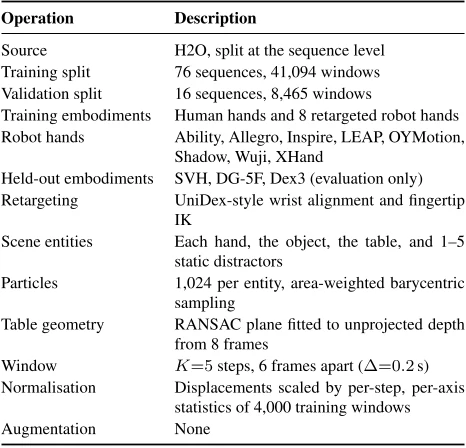 Operation Description
Source H2O, split at the sequence level
Training split 76 sequences, 41,094 windows
Validation split 16 sequences, 8,465 windows
Training embodiments Human hands and 8 retargeted robot hands
Robot hands Ability, Allegro, Inspire, LEAP, OYMotion,
Shadow, Wuji, XHand
Held-out embodiments SVH, DG-5F, Dex3 (evaluation only)
Retargeting UniDex-style wrist alignment and fingertip
IK
Scene entities Each hand, the object, the table, and 1–5
static distractors
Particles 1,024 per entity, area-weighted barycentric
sampling
Table geometry RANSAC plane fitted to unprojected depth
from 8 frames
Window K=5 steps, 6 frames apart (Δ=0.2 s)
Normalisation Displacements scaled by per-step, per-axis
statistics of 4,000 training windows
Augmentation None